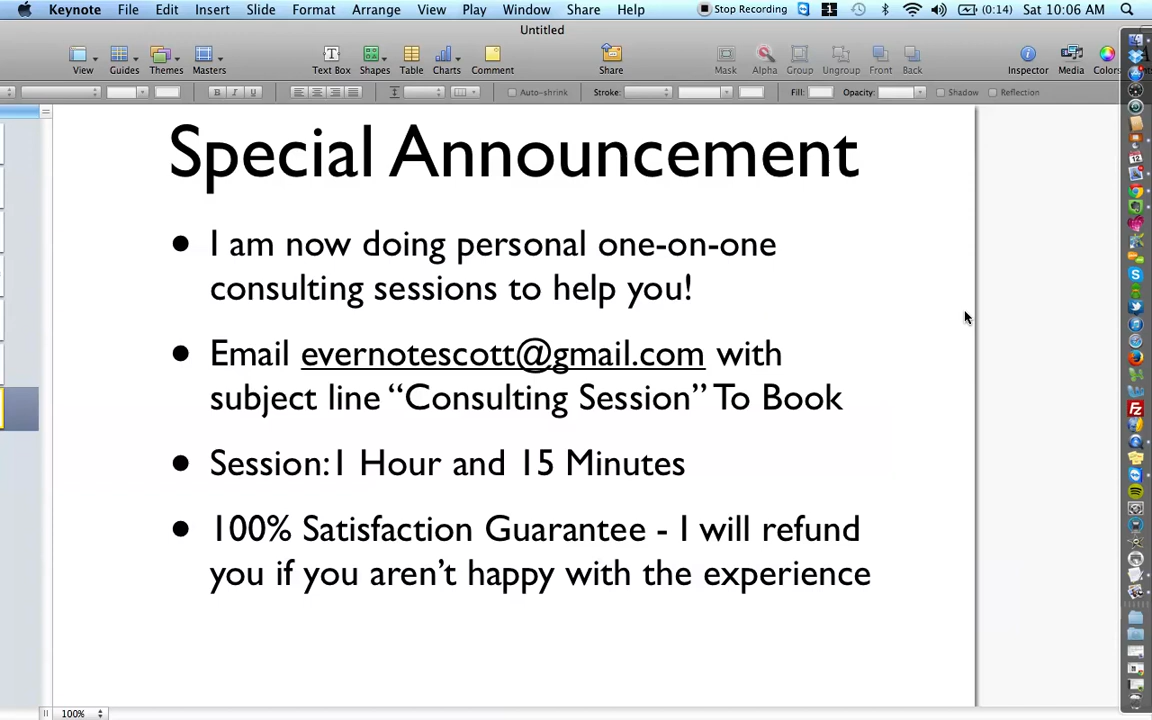 Keynote File Edit Insert Slide Format Arrange View Play Window Share Help Stop Recording 1 (0:14) Sat 10:06 AM
Untitled
View Guides Themes Masters Text Box Shapes Table Charts Comment Share Mask Alpha Group Ungroup Front Back Inspector Media Colors
B I U Auto-shrink Stroke: Fill: Opacity: Shadow Reflection
Special Announcement
• I am now doing personal one-on-one
consulting sessions to help you!
• Email evernotescott@gmail.com with
subject line “Consulting Session” To Book
• Session:1 Hour and 15 Minutes
• 100% Satisfaction Guarantee - I will refund
you if you aren’t happy with the experience
100%